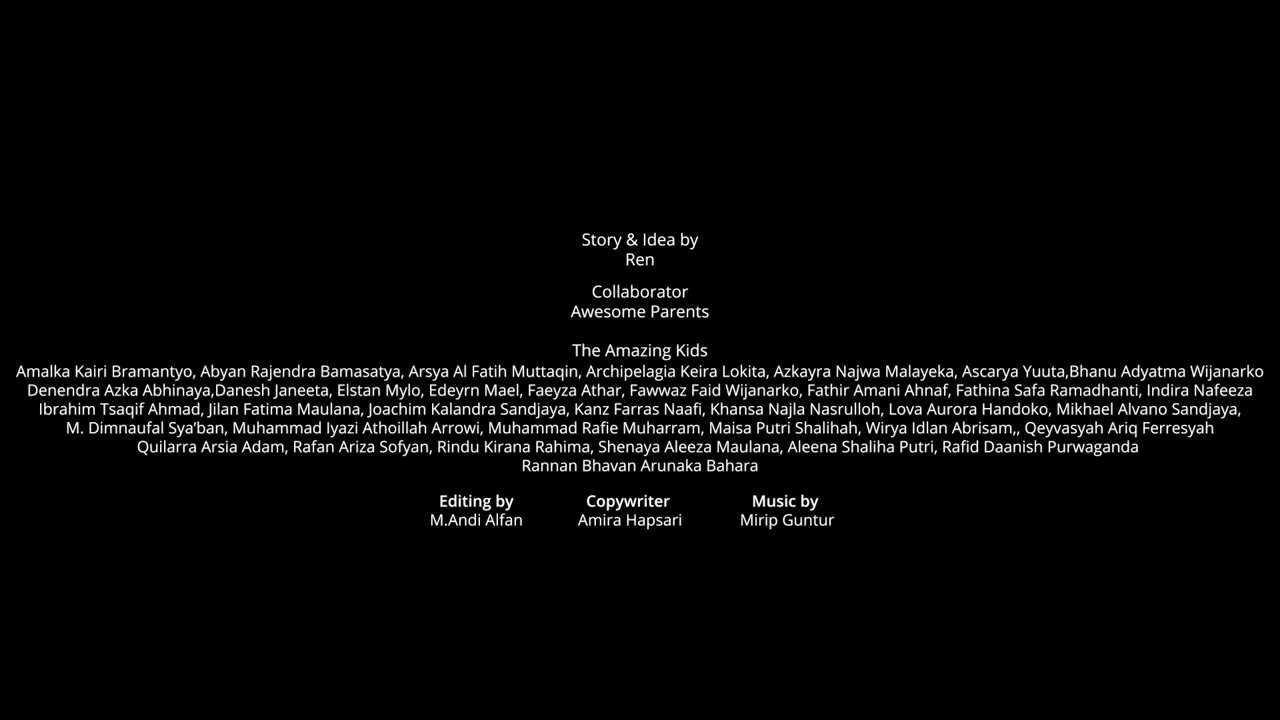 Story & Idea by
Ren
Collaborator
Awesome Parents
The Amazing Kids
Amalka Kairi Bramantyo, Abyan Rajendra Bamasatya, Arsya Al Fatih Muttaqin, Archipelagia Keira Lokita, Azkayra Najwa Malayeka, Ascarya Yuuta,Bhanu Adyatma Wijanarko
Denendra Azka Abhinaya,Danesh Janeeta, Elstan Mylo, Edeyrn Mael, Faeyza Athar, Fawwaz Faid Wijanarko, Fathir Amani Ahnaf, Fathina Safa Ramadhanti, Indira Nafeeza
Ibrahim Tsaqif Ahmad, Jilan Fatima Maulana, Joachim Kalandra Sandjaya, Kanz Farras Naafi, Khansa Najla Nasrulloh, Lova Aurora Handoko, Mikhael Alvano Sandjaya,
M. Dimnaufal Sya’ban, Muhammad Iyazi Athoillah Arrowi, Muhammad Rafie Muharram, Maisa Putri Shalihah, Wirya Idlan Abrisam,, Qeyvasyah Ariq Ferresyah
Quilarra Arsia Adam, Rafan Ariza Sofyan, Rindu Kirana Rahima, Shenaya Aleeza Maulana, Aleena Shaliha Putri, Rafid Daanish Purwaganda
Rannan Bhavan Arunaka Bahara
Editing by Copywriter Music by
M.Andi Alfan Amira Hapsari Mirip Guntur